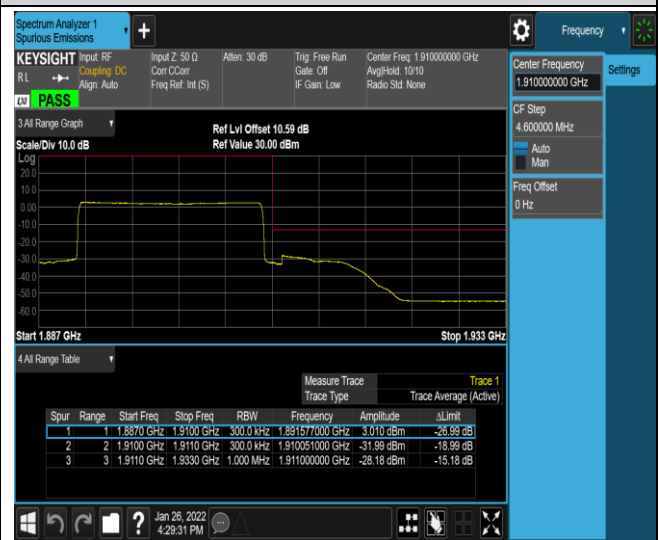 Spectrum Analyzer 1
Spurious Emissions
Frequency
KEYSIGHT
RL
Input: RF
Coupling: DC
Align: Auto
Input Z: 50 Ω
Corr CCorr
Freq Ref: Int (S)
Atten: 30 dB
Trig: Free Run
Gate: Off
IF Gain: Low
Center Freq: 1.910000000 GHz
Avg|Hold: 10/10
Radio Std: None
LW PASS
3 All Range Graph
Ref Lvl Offset 10.59 dB
Scale/Div 10.0 dB
Ref Value 30.00 dBm
Log
20.0
10.0
0.00
-10.0
-20.0
-30.0
-40.0
-50.0
-60.0
Start 1.887 GHz
Stop 1.933 GHz
4 All Range Table
Measure Trace Trace 1
Trace Type Trace Average (Active)
Spur Range Start Freq Stop Freq RBW Frequency Amplitude ΔLimit
1 1 1.8870 GHz 1.9100 GHz 300.0 kHz 1.891577000 GHz 3.010 dBm -26.99 dB
2 2 1.9100 GHz 1.9110 GHz 300.0 kHz 1.910051000 GHz -31.99 dBm -18.99 dB
3 3 1.9110 GHz 1.9330 GHz 1.000 MHz 1.911000000 GHz -28.18 dBm -15.18 dB
Jan 26, 2022
4:29:31 PM
Center Frequency
1.910000000 GHz
Settings
CF Step
4.600000 MHz
Auto
Man
Freq Offset
0 Hz